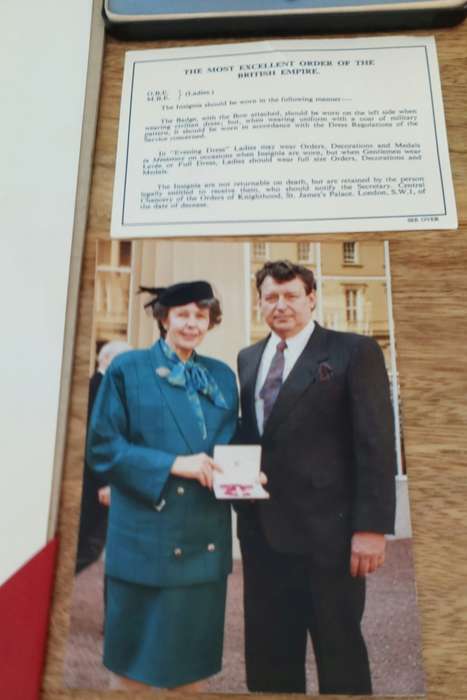 THE MOST EXCELLENT ORDER OF THE
BRITISH EMPIRE.
O.B.E. } (Ladies)
M.B.E.
The Insignia should be worn in the following manner:—
The Badge, with the Bow attached, should be worn on the left side when
wearing civilian dress; but, when wearing uniform with a coat of military
pattern, it should be worn in accordance with the Dress Regulations of the
Service concerned.
In "Evening Dress" Ladies may wear Orders, Decorations and Medals
in Miniature on occasions when Insignia are worn, but when Gentlemen wear
Levée or Full Dress, Ladies should wear full size Orders, Decorations and
Medals.
The Insignia are not returnable on death, but are retained by the person
legally entitled to receive them, who should notify the Secretary, Central
Chancery of the Orders of Knighthood, St. James's Palace, London, S.W.1, of
the date of decease.
SEE OVER